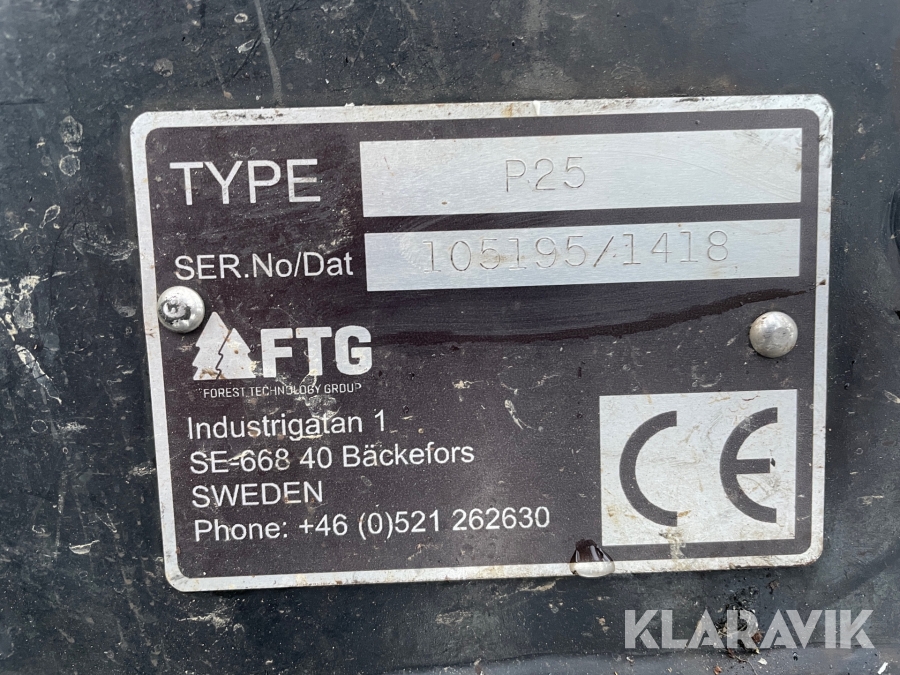 TYPE P25
SER.No/Dat 105195/1418
FTG
FOREST TECHNOLOGY GROUP
Industrigatan 1
SE-668 40 Bäckefors
SWEDEN
Phone: +46 (0)521 262630
CE
KLARAVIK